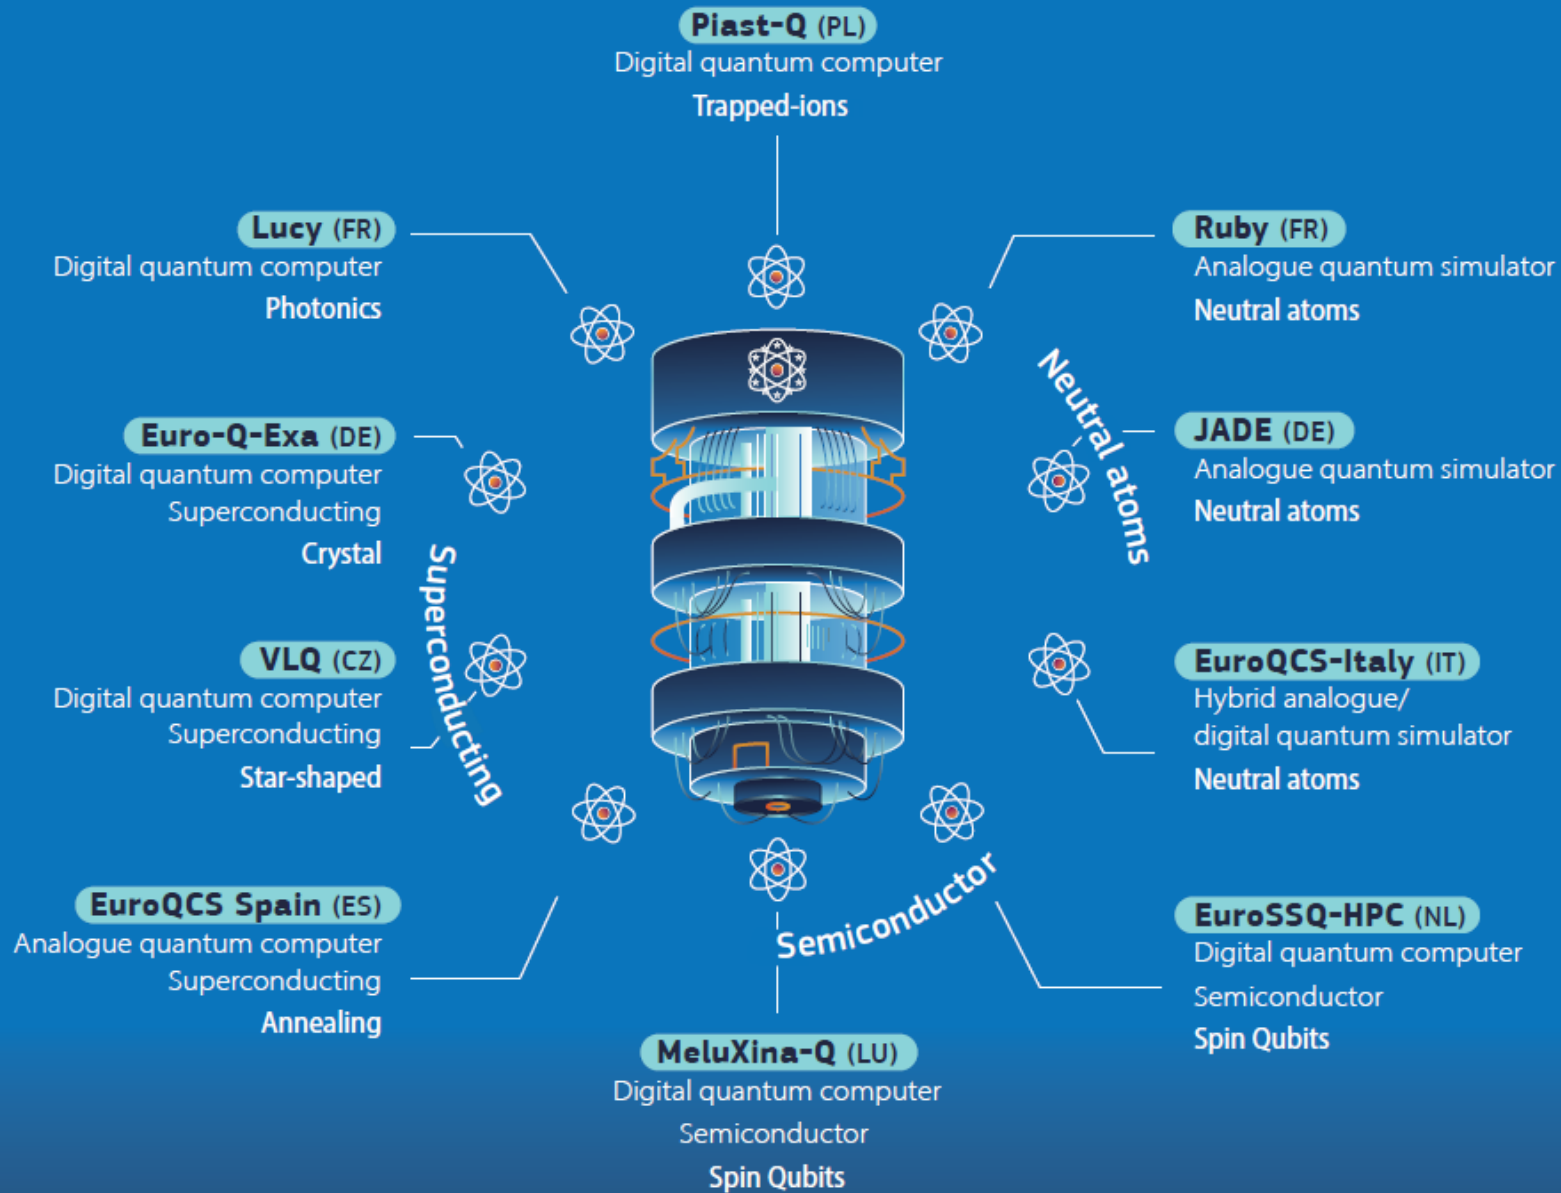 Piast-Q (PL)
Digital quantum computer
Trapped-ions
Lucy (FR)
Digital quantum computer
Photonics
Ruby (FR)
Analogue quantum simulator
Neutral atoms
Euro-Q-Exa (DE)
Digital quantum computer
Superconducting
Crystal
Neutral atoms
JADE (DE)
Analogue quantum simulator
Neutral atoms
Superconducting
VLQ (CZ)
Digital quantum computer
Superconducting
Star-shaped
EuroQCS-Italy (IT)
Hybrid analogue/
digital quantum simulator
Neutral atoms
EuroQCS Spain (ES)
Analogue quantum computer
Superconducting
Annealing
Semiconductor
EuroSSQ-HPC (NL)
Digital quantum computer
Semiconductor
Spin Qubits
MeluXina-Q (LU)
Digital quantum computer
Semiconductor
Spin Qubits